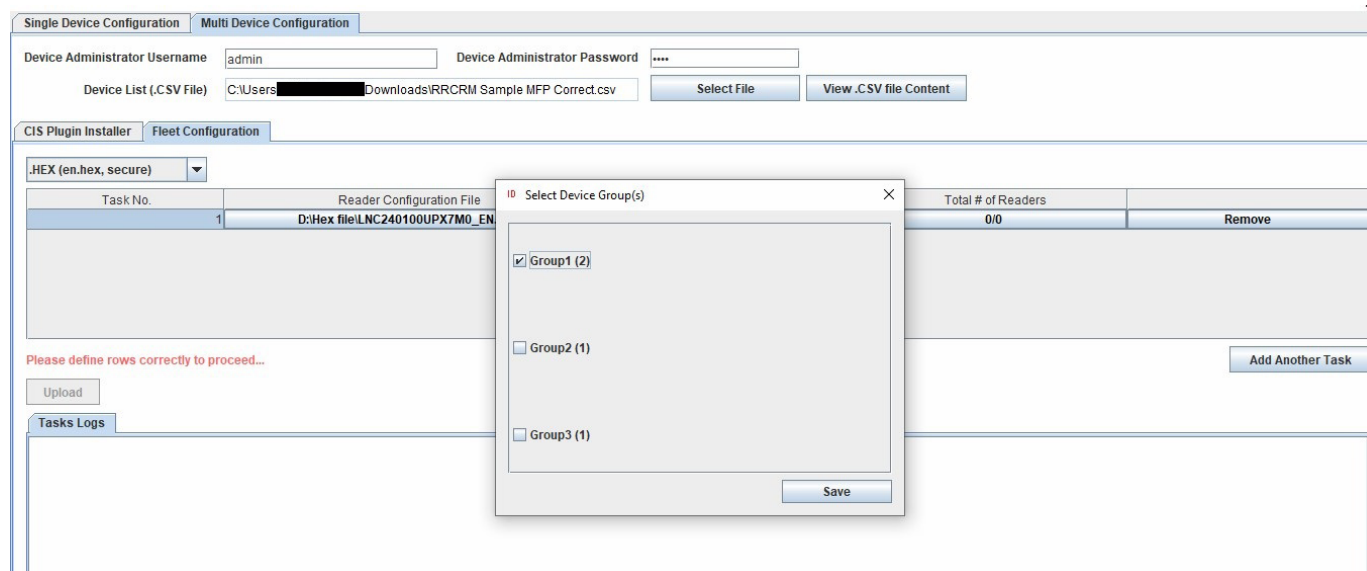 Single Device Configuration Multi Device Configuration
Device Administrator Username admin Device Administrator Password ••••
Device List (.CSV File) C:\Users Downloads\RRCRM Sample MFP Correct.csv Select File View .CSV file Content
CIS Plugin Installer Fleet Configuration
.HEX (en.hex, secure)
Task No. Reader Configuration File Total # of Readers
1 D:\Hex file\LNC240100UPX7M0_EN. 0/0 Remove
ID Select Device Group(s)
Group1 (2)
Group2 (1)
Group3 (1)
Save
Please define rows correctly to proceed...
Add Another Task
Upload
Tasks Logs